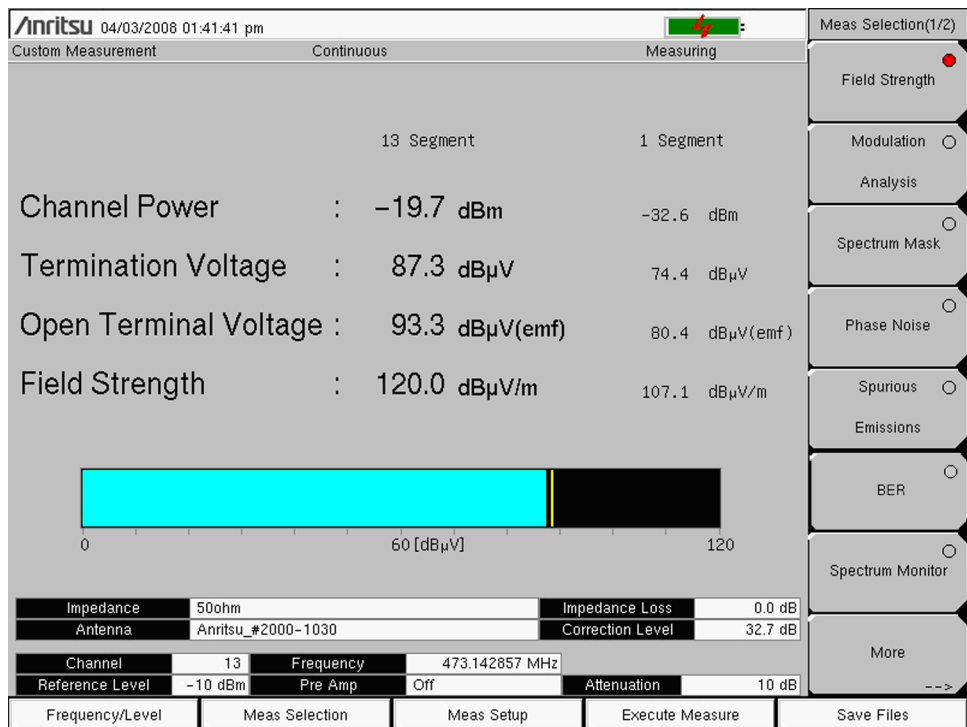 Anritsu 04/03/2008 01:41:41 pm
Custom Measurement Continuous Measuring
13 Segment 1 Segment
Channel Power : -19.7 dBm -32.6 dBm
Termination Voltage : 87.3 dBµV 74.4 dBµV
Open Terminal Voltage : 93.3 dBµV(emf) 80.4 dBµV(emf)
Field Strength : 120.0 dBµV/m 107.1 dBµV/m
0 60 [dBµV] 120
Impedance 50ohm Impedance Loss 0.0 dB
Antenna Anritsu_#2000-1030 Correction Level 32.7 dB
Channel 13 Frequency 473.142857 MHz
Reference Level -10 dBm Pre Amp Off Attenuation 10 dB
Meas Selection(1/2)
Field Strength
Modulation
Analysis
Spectrum Mask
Phase Noise
Spurious
Emissions
BER
Spectrum Monitor
More
-->
Frequency/Level Meas Selection Meas Setup Execute Measure Save Files